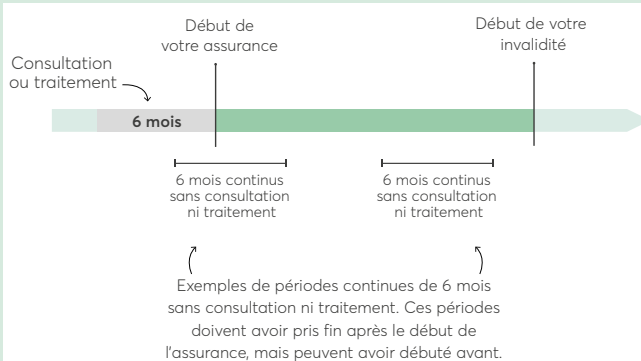 Début de
votre assurance
Début de votre
invalidité
Consultation
ou traitement
6 mois
6 mois continus
sans consultation
ni traitement
6 mois continus
sans consultation
ni traitement
Exemples de périodes continues de 6 mois
sans consultation ni traitement. Ces périodes
doivent avoir pris fin après le début de
l'assurance, mais peuvent avoir débuté avant.